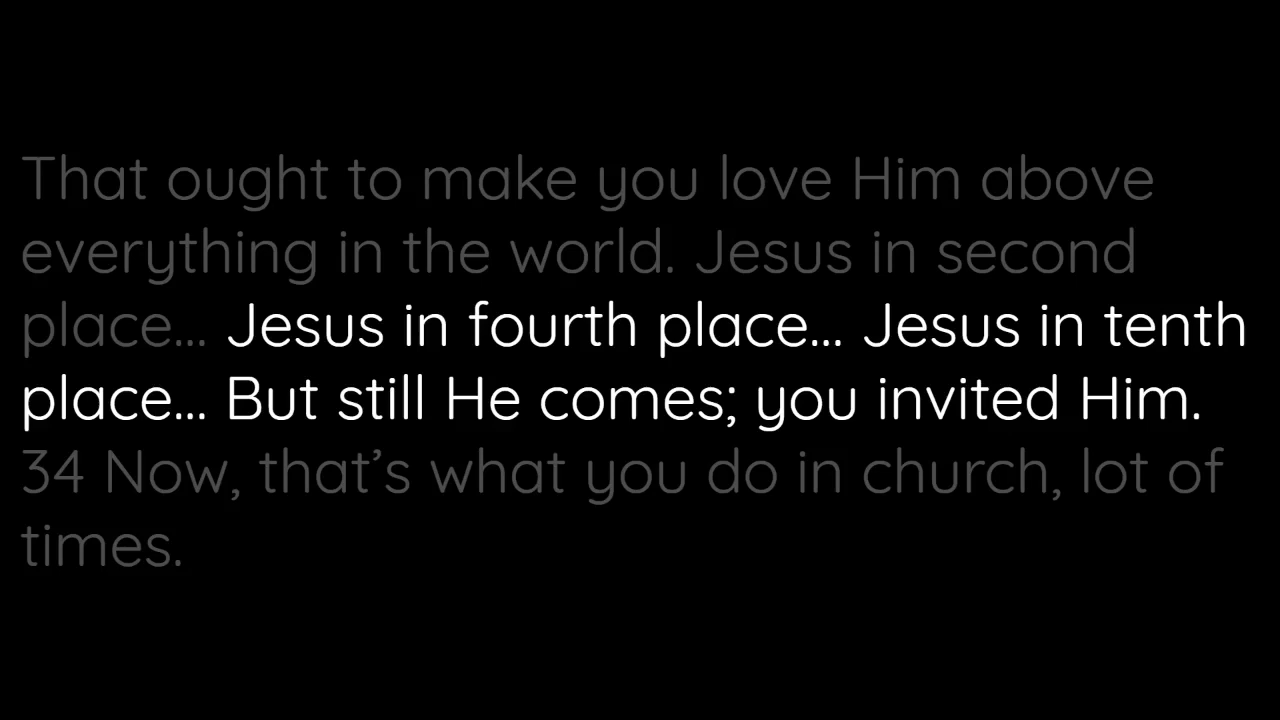 That ought to make you love Him above
everything in the world. Jesus in second
place... Jesus in fourth place... Jesus in tenth
place... But still He comes; you invited Him.
34 Now, that’s what you do in church, lot of
times.